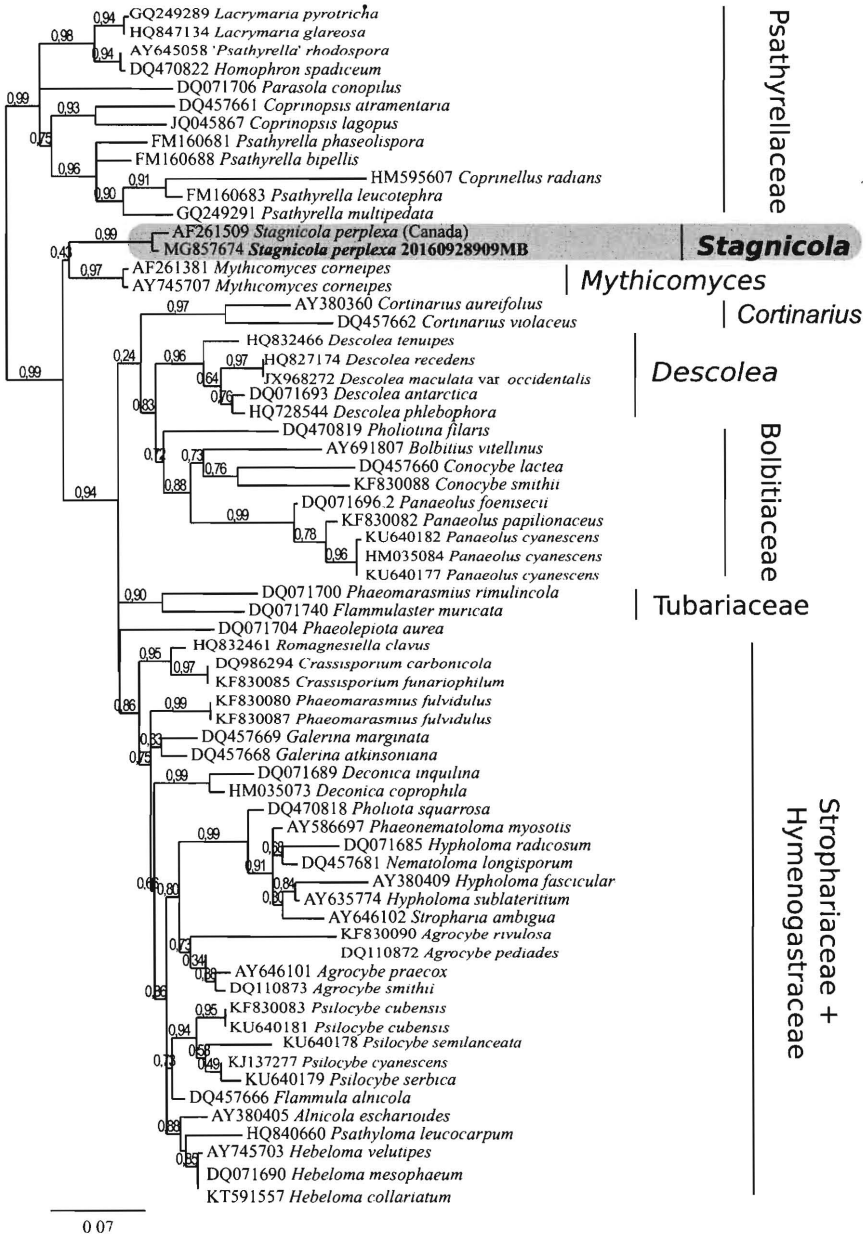 GQ249289 Lacrymaria pyrotricha
HQ847134 Lacrymaria glareosa
AY645058 'Psathyrella' rhodospora
DQ470822 Homophron spadiceum
DQ071706 Parasola conopilus
DQ457661 Coprinopsis atramentaria
JQ045867 Coprinopsis lagopus
FM160681 Psathyrella phaseolispora
FM160688 Psathyrella bipellis
HM595607 Coprinellus radians
FM160683 Psathyrella leucotephra
GQ249291 Psathyrella multipedata
Psathyrellaceae
AF261509 Stagnicola perplexa (Canada)
MG857674 Stagnicola perplexa 20160928909MB
Stagnicola
AF261381 Mythicomyces corneipes
AY745707 Mythicomyces corneipes
Mythicomyces
AY380360 Cortinarius aureifolius
DQ457662 Cortinarius violaceus
Cortinarius
HQ832466 Descolea tenuipes
HQ827174 Descolea recedens
JX968272 Descolea maculata var occidentalis
DQ071693 Descolea antarctica
HQ728544 Descolea phlebophora
Descolea
DQ470819 Pholiotina filaris
AY691807 Bolbitius vitellinus
DQ457660 Conocybe lactea
KF830088 Conocybe smithii
DQ071696.2 Panaeolus foenisecii
KF830082 Panaeolus papilionaceus
KU640182 Panaeolus cyanescens
HM035084 Panaeolus cyanescens
KU640177 Panaeolus cyanescens
Bolbitiaceae
DQ071700 Phaeomarasmius rimulincola
DQ071740 Flammulaster muricata
Tubariaceae
DQ071704 Phaeolepiota aurea
HQ832461 Romagnesiella clavus
DQ986294 Crassisporium carbonicola
KF830085 Crassisporium funariophilum
KF830080 Phaeomarasmius fulvidulus
KF830087 Phaeomarasmius fulvidulus
DQ457669 Galerina marginata
DQ457668 Galerina atkinsoniana
DQ071689 Deconica inquilina
HM035073 Deconica coprophila
DQ470818 Pholiota squarrosa
AY586697 Phaeonematoloma myosotis
DQ071685 Hypholoma radicosum
DQ457681 Nematoloma longisporum
AY380409 Hypholoma fascicular
AY635774 Hypholoma sublateritium
AY646102 Stropharia ambigua
KF830090 Agrocybe rivulosa
DQ110872 Agrocybe pediades
AY646101 Agrocybe praecox
DQ110873 Agrocybe smithii
KF830083 Psilocybe cubensis
KU640181 Psilocybe cubensis
KU640178 Psilocybe semilanceata
KJ137277 Psilocybe cyanescens
KU640179 Psilocybe serbica
DQ457666 Flammula alnicola
AY380405 Alnicola escharioides
HQ840660 Psathyloma leucocarpum
AY745703 Hebeloma velutipes
DQ071690 Hebeloma mesophaeum
KT591557 Hebeloma collariatum
Strophariaceae +
Hymenogastraceae
0,94
0,98
0,94
0,99
0,93
0,75
0,96
0,91
0,90
0,99
0,43
0,97
0,99
0,97
0,24
0,96
0,97
0,64
0,76
0,83
0,72
0,73
0,76
0,88
0,94
0,99
0,78
0,96
0,90
0,95
0,97
0,86
0,99
0,75
0,99
0,99
0,91
0,84
0,80
0,73
0,95
0,94
0,49
0,73
0,88
0,85
0 07